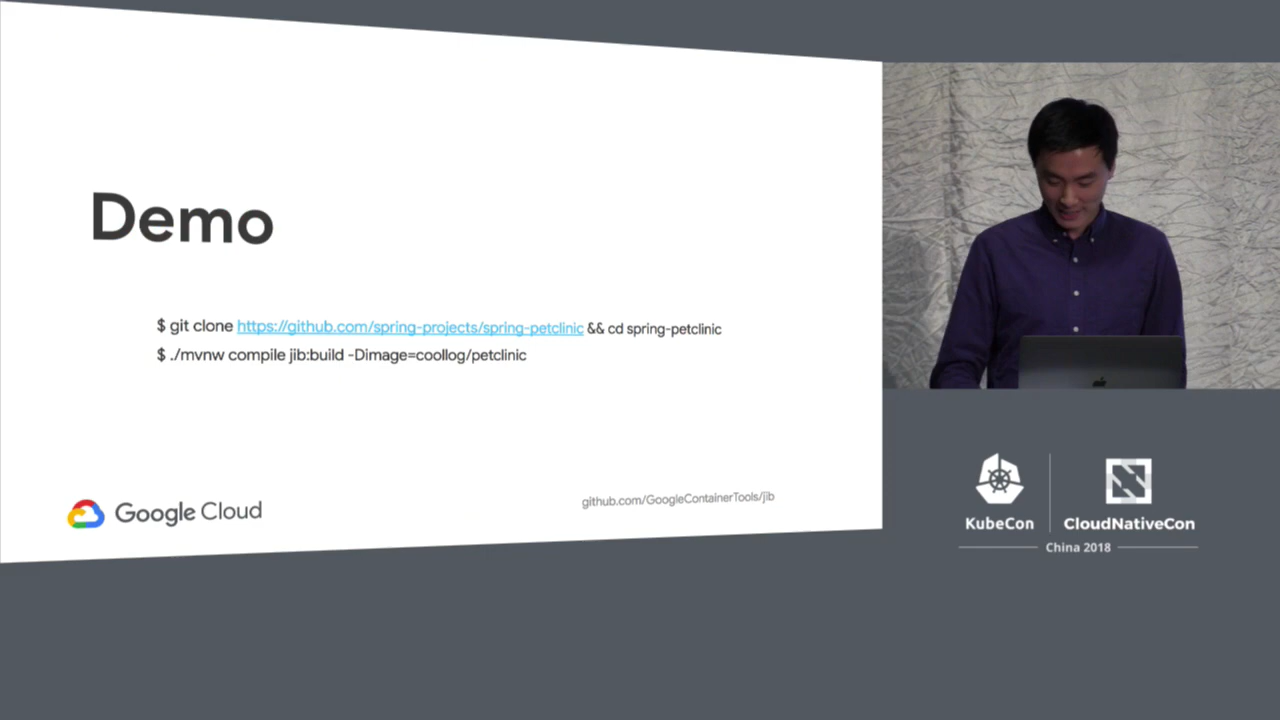 Demo
$ git clone https://github.com/spring-projects/spring-petclinic && cd spring-petclinic
$ ./mvnw compile jib:build -Dimage=coollog/petclinic
Google Cloud
github.com/GoogleContainerTools/jib
KubeCon
CloudNativeCon
China 2018